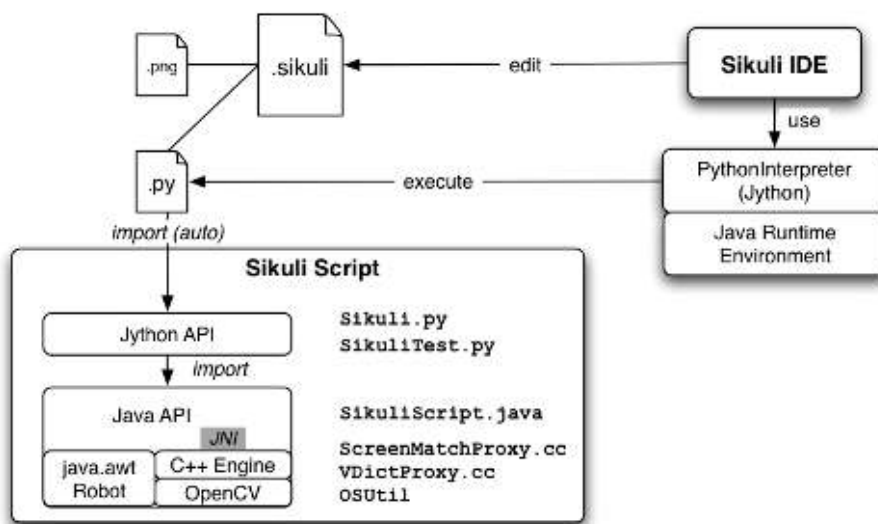 .png
.sikuli
edit
Sikuli IDE
use
.py
execute
PythonInterpreter
(Jython)
Java Runtime
Environment
import (auto)
Sikuli Script
Jython API
Sikuli.py
SikuliTest.py
import
Java API
SikuliScript.java
JNI
java.awt
Robot
C++ Engine
OpenCV
ScreenMatchProxy.cc
VDictProxy.cc
OSUtil